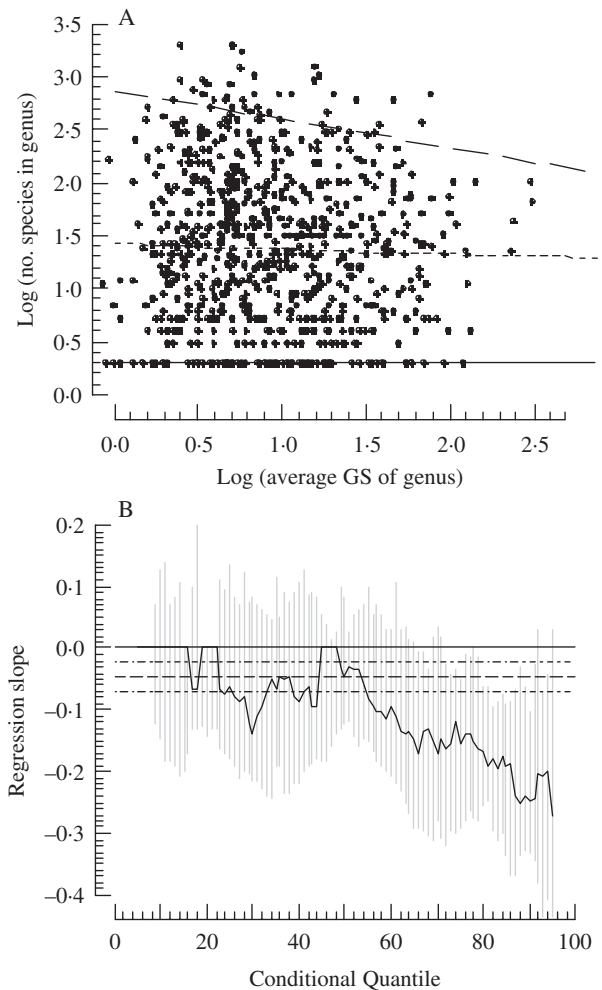 A
3·5
3·0
2·5
2·0
1·5
1·0
0·5
0·0
Log (no. species in genus)
0·0 0·5 1·0 1·5 2·0 2·5
Log (average GS of genus)
B
0·2
0·1
0·0
–0·1
–0·2
–0·3
–0·4
Regression slope
0 20 40 60 80 100
Conditional Quantile